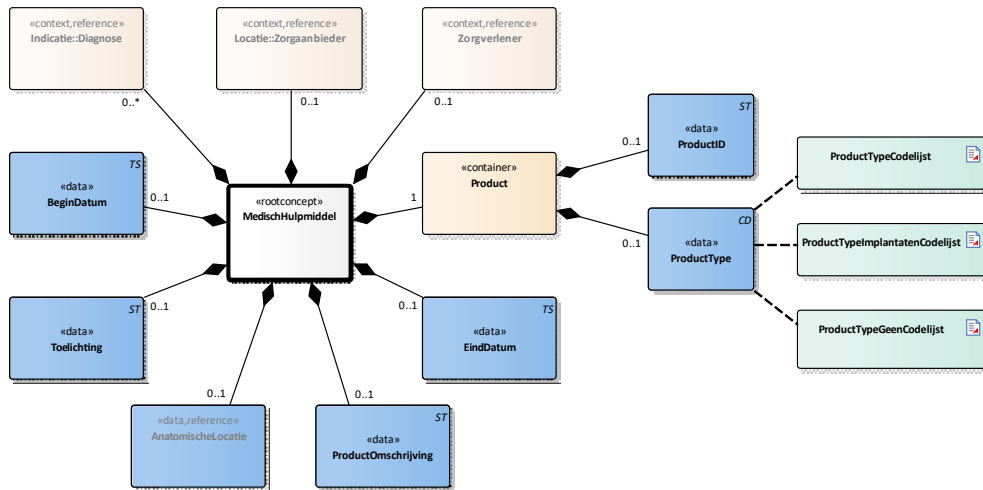 «context,reference»
Indicatie::Diagnose
0..*
«context,reference»
Locatie::Zorgaanbieder
0..1
«context,reference»
Zorgverlener
0..1
TS
«data»
BeginDatum
0..1
«rootconcept»
MedischHulpmiddel
«container»
Product
1
ST
«data»
ProductID
0..1
CD
«data»
ProductType
0..1
ProductTypeCodelijst
ProductTypeImplantatenCodelijst
ProductTypeGeenCodelijst
ST
«data»
Toelichting
0..1
TS
«data»
EindDatum
0..1
«data,reference»
AnatomischeLocatie
0..1
ST
«data»
ProductOmschrijving
0..1